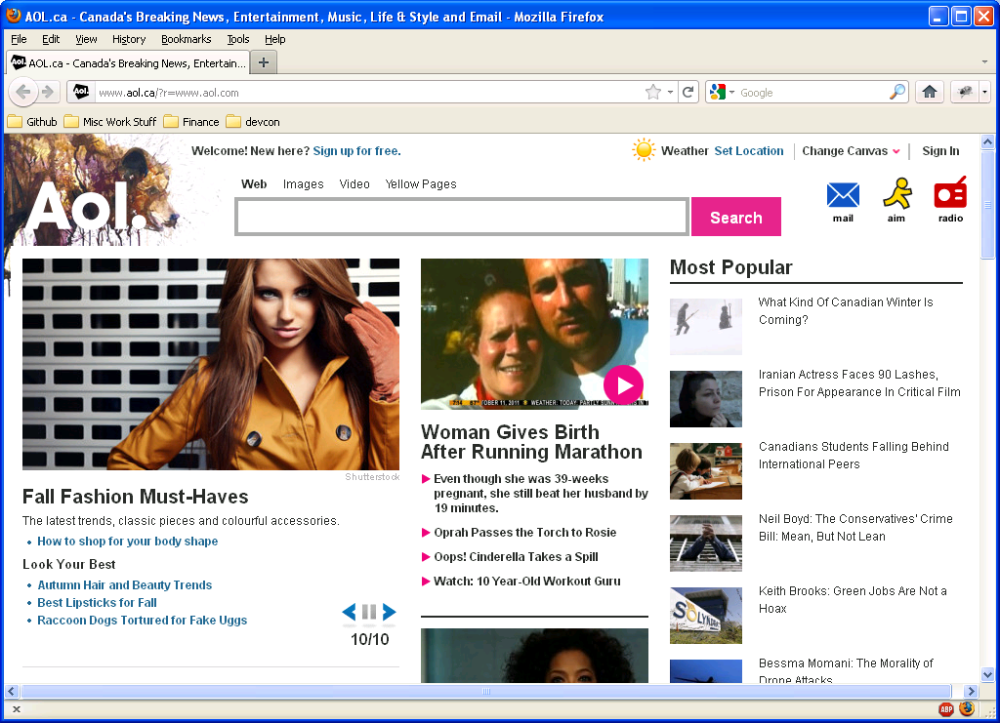 AOL.ca - Canada's Breaking News, Entertainment, Music, Life & Style and Email - Mozilla Firefox
File Edit View History Bookmarks Tools Help
Aol. AOL.ca - Canada's Breaking News, Entertain...
Aol. www.aol.ca/?r=www.aol.com
Google
Github Misc Work Stuff Finance devcon
Welcome! New here? Sign up for free.
Weather Set Location
Change Canvas
Sign In
Aol.
Web Images Video Yellow Pages
Search
mail aim radio
Shutterstock
Fall Fashion Must-Haves
The latest trends, classic pieces and colourful accessories.
• How to shop for your body shape
Look Your Best
• Autumn Hair and Beauty Trends
• Best Lipsticks for Fall
• Raccoon Dogs Tortured for Fake Uggs
10/10
TOBER 11, 2011 WEATHER: TODAY: PARTLY SUNN
Woman Gives Birth
After Running Marathon
Even though she was 39-weeks
pregnant, she still beat her husband by
19 minutes.
Oprah Passes the Torch to Rosie
Oops! Cinderella Takes a Spill
Watch: 10 Year-Old Workout Guru
Most Popular
What Kind Of Canadian Winter Is
Coming?
Iranian Actress Faces 90 Lashes,
Prison For Appearance In Critical Film
Canadians Students Falling Behind
International Peers
Neil Boyd: The Conservatives' Crime
Bill: Mean, But Not Lean
SOLYNDRA
Keith Brooks: Green Jobs Are Not a
Hoax
Bessma Momani: The Morality of
Drone Attacks
ABP